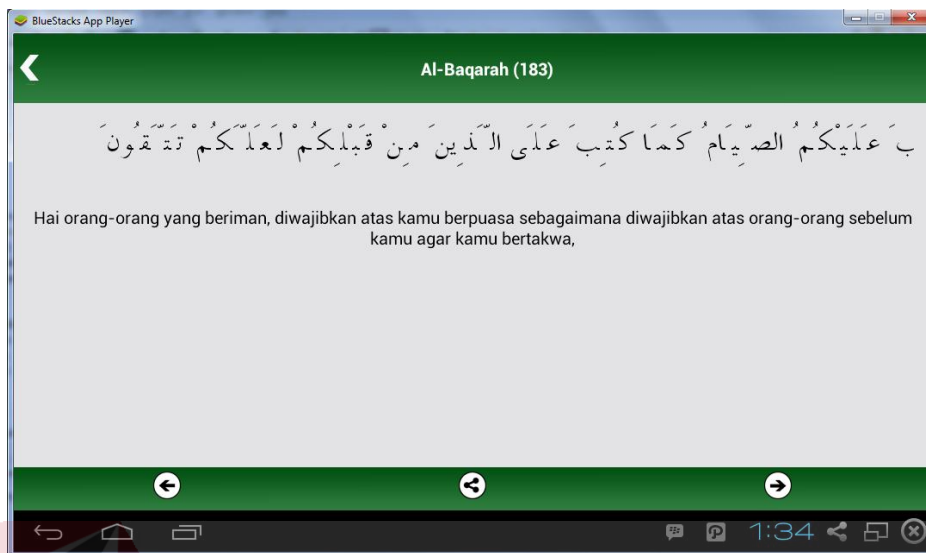 BlueStacks App Player
Al-Baqarah (183)
بَ عَلَيْكُمُ الصِّيَامُ كَمَا كُتِبَ عَلَى الَّذِينَ مِنْ قَبْلِكُمْ لَعَلَّكُمْ تَتَّقُونَ
Hai orang-orang yang beriman, diwajibkan atas kamu berpuasa sebagaimana diwajibkan atas orang-orang sebelum
kamu agar kamu bertakwa,
1:34